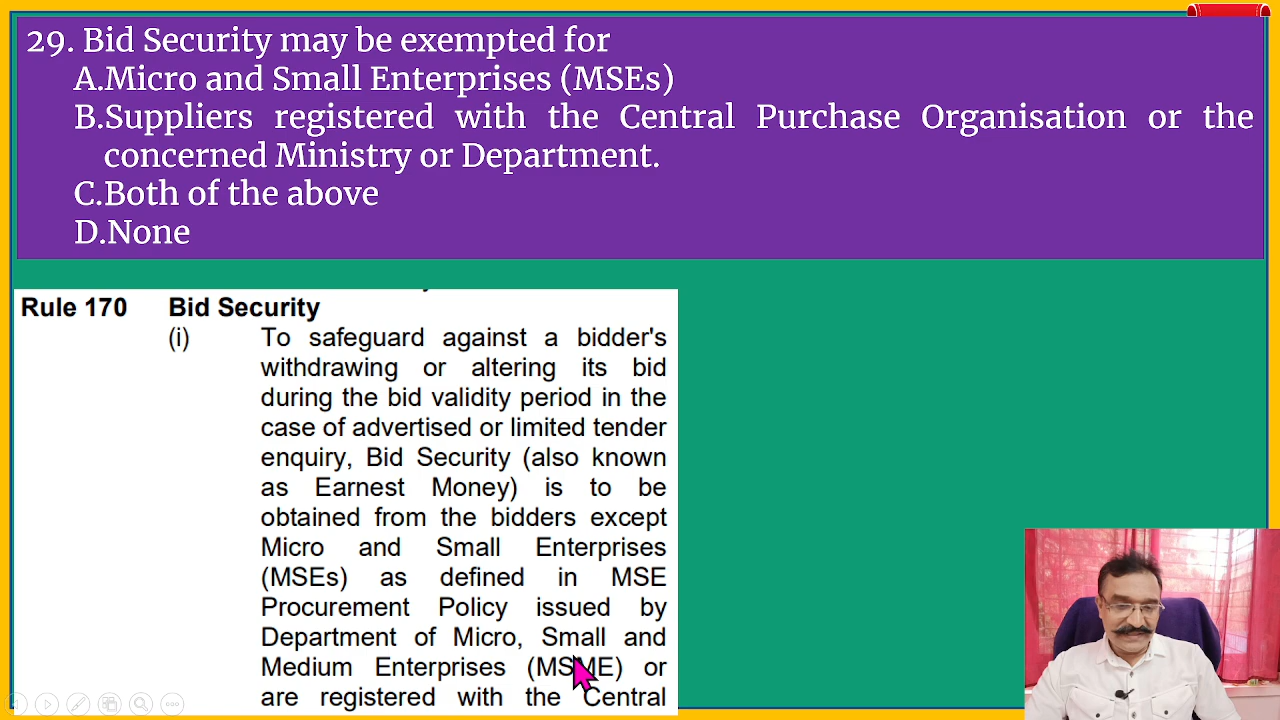 29. Bid Security may be exempted for
A.Micro and Small Enterprises (MSEs)
B.Suppliers registered with the Central Purchase Organisation or the
concerned Ministry or Department.
C.Both of the above
D.None
Rule 170 Bid Security
(i) To safeguard against a bidder's
withdrawing or altering its bid
during the bid validity period in the
case of advertised or limited tender
enquiry, Bid Security (also known
as Earnest Money) is to be
obtained from the bidders except
Micro and Small Enterprises
(MSEs) as defined in MSE
Procurement Policy issued by
Department of Micro, Small and
Medium Enterprises (MSME) or
are registered with the Central